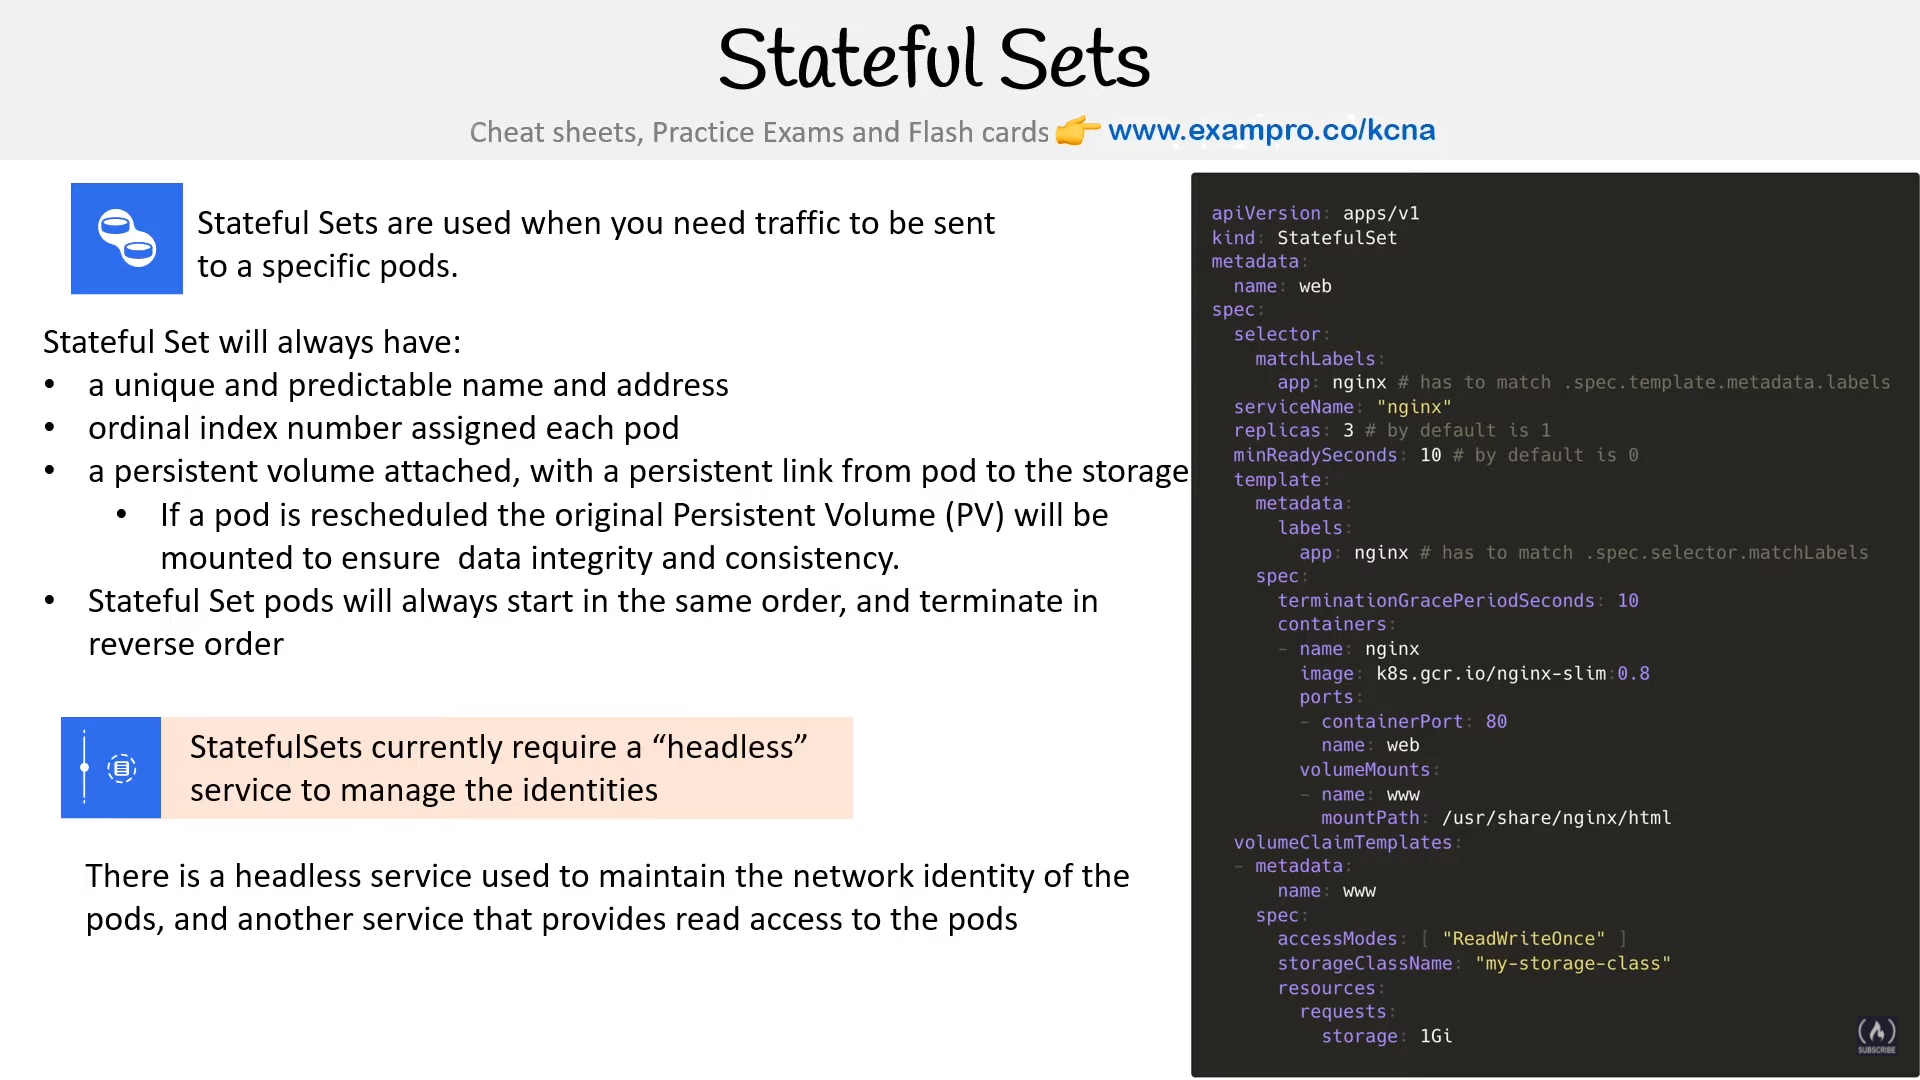 Stateful Sets
Cheat sheets, Practice Exams and Flash cards 👉 www.exampro.co/kcna
Stateful Sets are used when you need traffic to be sent
to a specific pods.
Stateful Set will always have:
• a unique and predictable name and address
• ordinal index number assigned each pod
• a persistent volume attached, with a persistent link from pod to the storage
• If a pod is rescheduled the original Persistent Volume (PV) will be
mounted to ensure  data integrity and consistency.
• Stateful Set pods will always start in the same order, and terminate in
reverse order
StatefulSets currently require a “headless”
service to manage the identities
There is a headless service used to maintain the network identity of the
pods, and another service that provides read access to the pods
apiVersion: apps/v1
kind: StatefulSet
metadata:
  name: web
spec:
  selector:
    matchLabels:
      app: nginx # has to match .spec.template.metadata.labels
  serviceName: "nginx"
  replicas: 3 # by default is 1
  minReadySeconds: 10 # by default is 0
  template:
    metadata:
      labels:
        app: nginx # has to match .spec.selector.matchLabels
    spec:
      terminationGracePeriodSeconds: 10
      containers:
      - name: nginx
        image: k8s.gcr.io/nginx-slim:0.8
        ports:
        - containerPort: 80
          name: web
        volumeMounts:
        - name: www
          mountPath: /usr/share/nginx/html
  volumeClaimTemplates:
  - metadata:
      name: www
    spec:
      accessModes: [ "ReadWriteOnce" ]
      storageClassName: "my-storage-class"
      resources:
        requests:
          storage: 1Gi
SUBSCRIBE